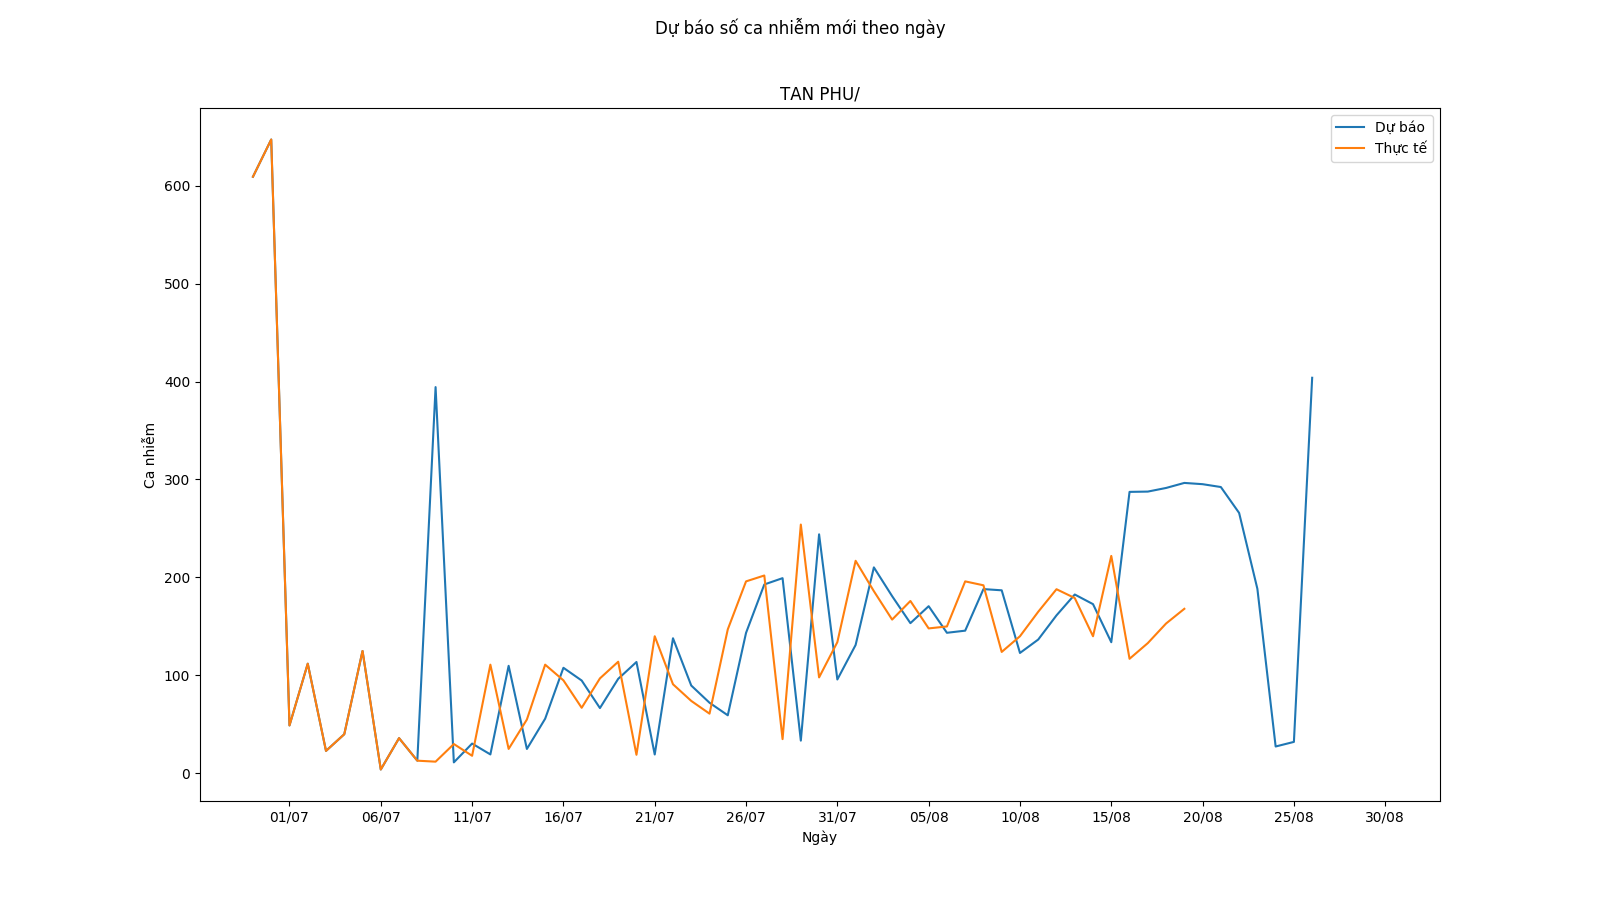 Dự báo số ca nhiễm mới theo ngày
TAN PHU/
Dự báo
Thực tế
600
500
400
300
200
100
0
Ca nhiễm
01/07 06/07 11/07 16/07 21/07 26/07 31/07 05/08 10/08 15/08 20/08 25/08 30/08
Ngày